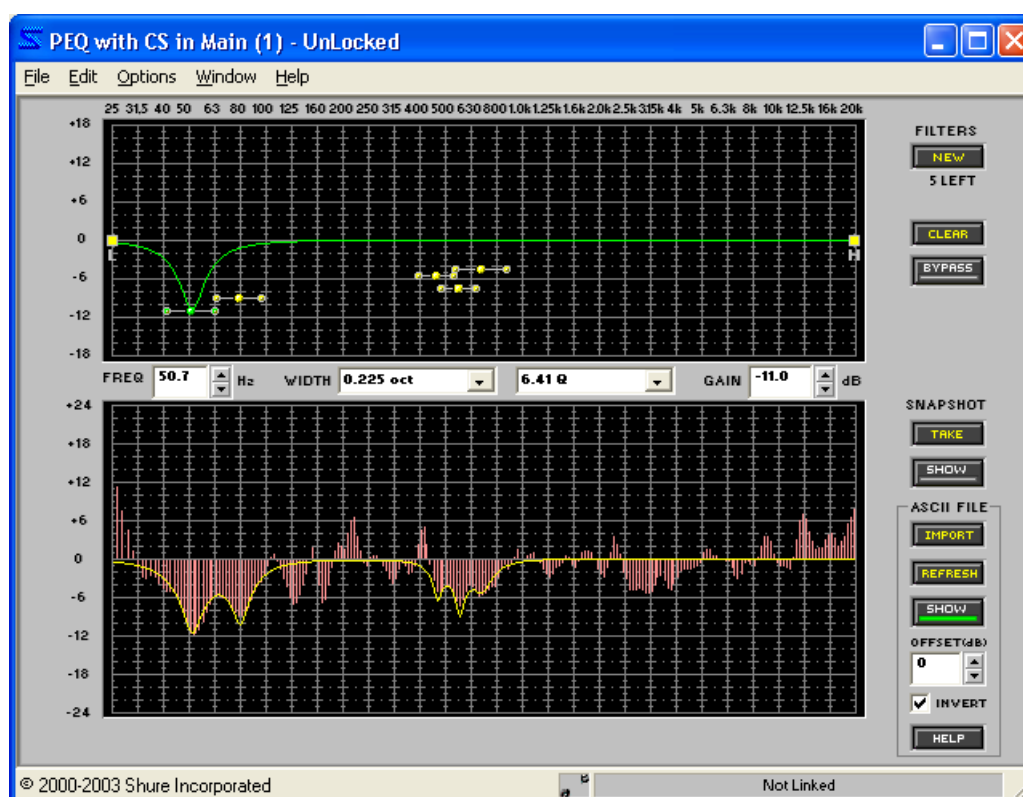 PEQ with CS in Main (1) - UnLocked
File Edit Options Window Help
25 31.5 40 50 63 80 100 125 160 200 250 315 400 500 630 800 1.0k 1.25k 1.6k 2.0k 2.5k 3.15k 4k 5k 6.3k 8k 10k 12.5k 16k 20k
+18
+12
+6
0
-6
-12
-18
L
H
FILTERS
NEW
5 LEFT
CLEAR
BYPASS
FREQ 50.7 Hz WIDTH 0.225 oct 6.41 Q GAIN -11.0 dB
+24
+18
+12
+6
0
-6
-12
-18
-24
SNAPSHOT
TAKE
SHOW
ASCII FILE
IMPORT
REFRESH
SHOW
OFFSET(dB)
0
INVERT
HELP
© 2000-2003 Shure Incorporated
Not Linked